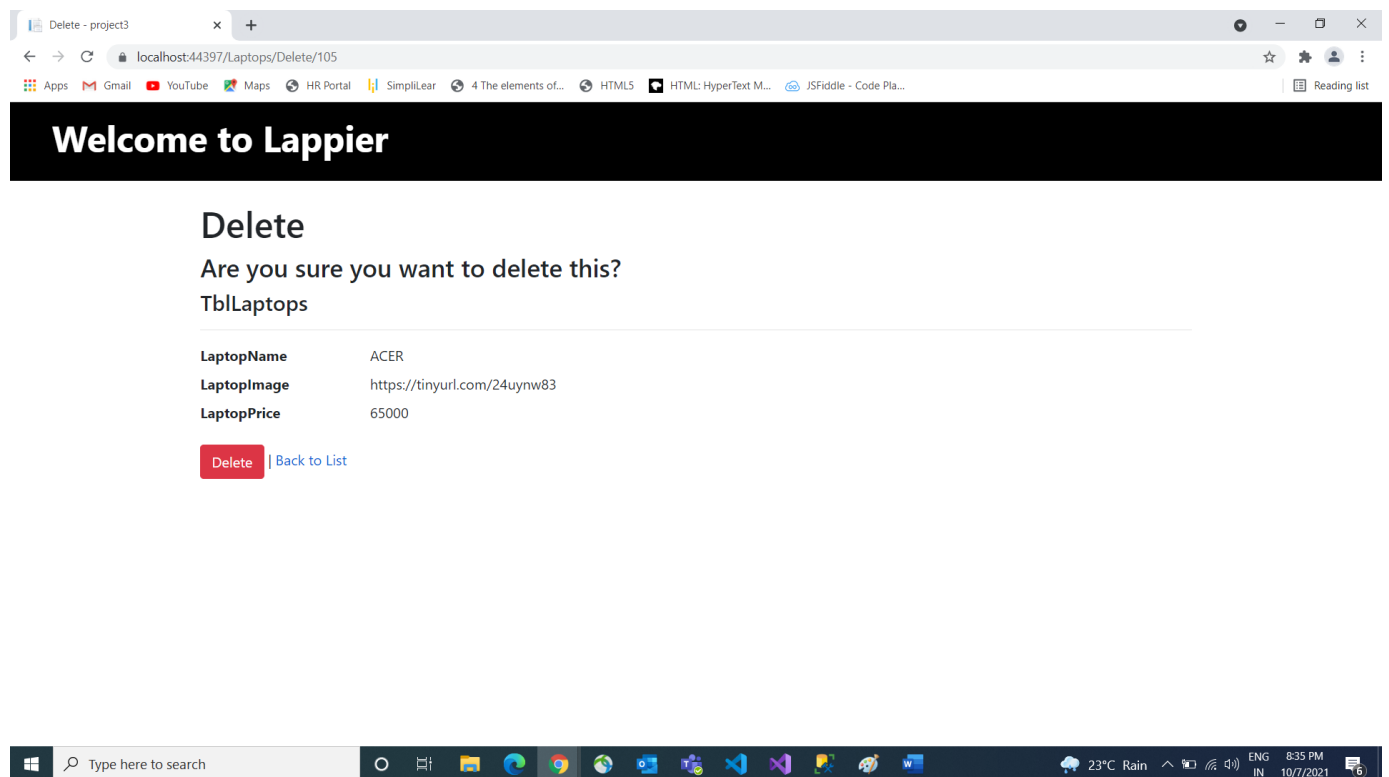 Delete - project3
localhost:44397/Laptops/Delete/105
Apps Gmail YouTube Maps HR Portal SimpliLear 4 The elements of... HTML5 HTML: HyperText M... JSFiddle - Code Pla... Reading list
Welcome to Lappier
Delete
Are you sure you want to delete this?
TblLaptops
LaptopName ACER
LaptopImage https://tinyurl.com/24uynw83
LaptopPrice 65000
Delete | Back to List
Type here to search 23°C Rain ENG 8:35 PM
IN 10/7/2021 6